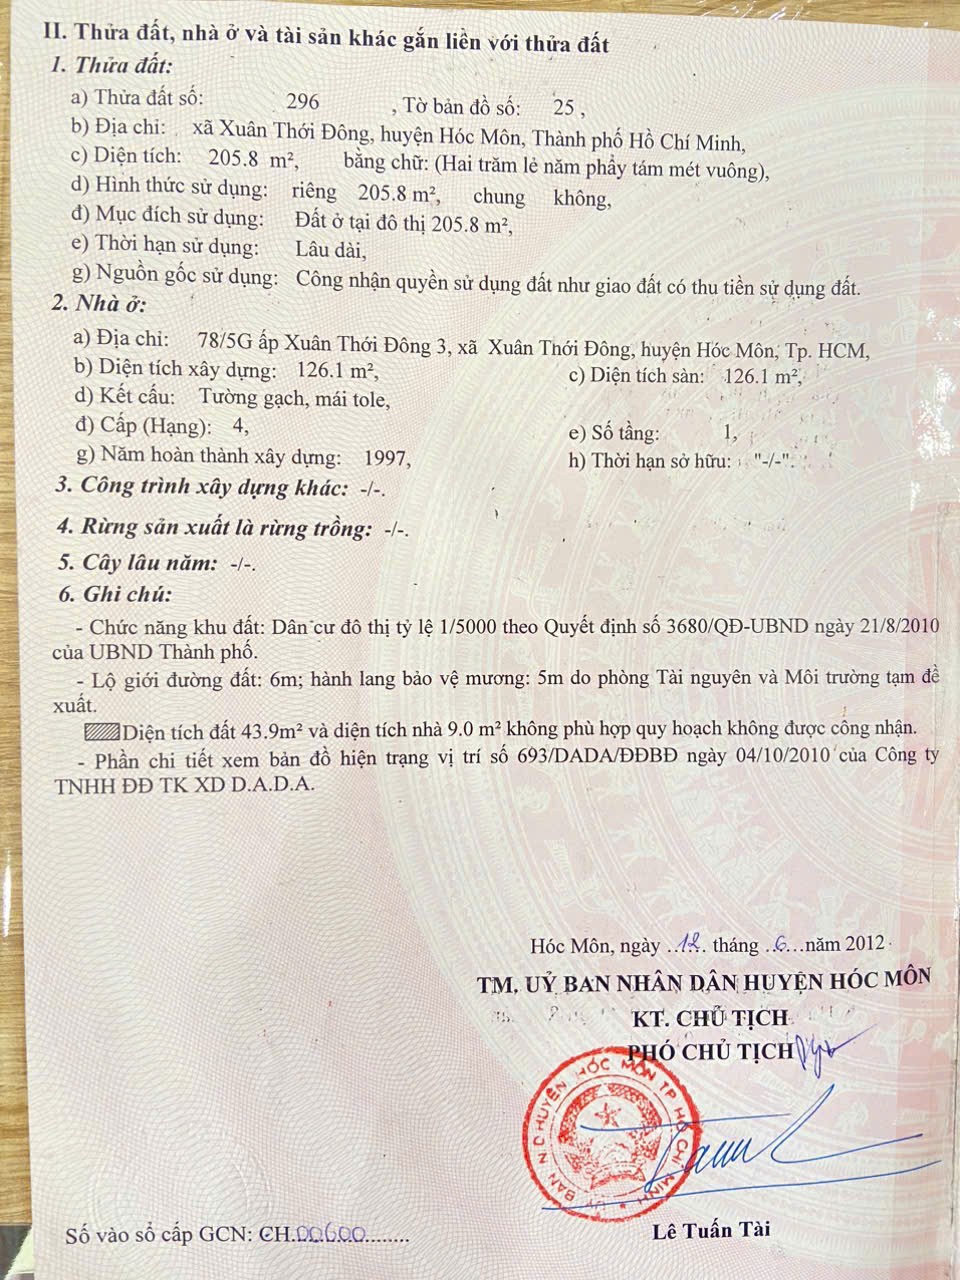 II. Thửa đất, nhà ở và tài sản khác gắn liền với thửa đất
1. Thửa đất:
a) Thửa đất số: 296 , Tờ bản đồ số: 25 ,
b) Địa chỉ: xã Xuân Thới Đông, huyện Hóc Môn, Thành phố Hồ Chí Minh,
c) Diện tích: 205.8 m², bằng chữ: (Hai trăm lẻ năm phẩy tám mét vuông),
d) Hình thức sử dụng: riêng 205.8 m², chung không,
đ) Mục đích sử dụng: Đất ở tại đô thị 205.8 m²,
e) Thời hạn sử dụng: Lâu dài,
g) Nguồn gốc sử dụng: Công nhận quyền sử dụng đất như giao đất có thu tiền sử dụng đất.
2. Nhà ở:
a) Địa chỉ: 78/5G ấp Xuân Thới Đông 3, xã Xuân Thới Đông, huyện Hóc Môn, Tp. HCM,
b) Diện tích xây dựng: 126.1 m², c) Diện tích sàn: 126.1 m²,
d) Kết cấu: Tường gạch, mái tole,
đ) Cấp (Hạng): 4, e) Số tầng: 1,
g) Năm hoàn thành xây dựng: 1997, h) Thời hạn sở hữu: "-/-".
3. Công trình xây dựng khác: -/-.
4. Rừng sản xuất là rừng trồng: -/-.
5. Cây lâu năm: -/-.
6. Ghi chú:
- Chức năng khu đất: Dân cư đô thị tỷ lệ 1/5000 theo Quyết định số 3680/QĐ-UBND ngày 21/8/2010
của UBND Thành phố.
- Lộ giới đường đất: 6m; hành lang bảo vệ mương: 5m do phòng Tài nguyên và Môi trường tạm đề
xuất.
Diện tích đất 43.9m² và diện tích nhà 9.0 m² không phù hợp quy hoạch không được công nhận.
- Phần chi tiết xem bản đồ hiện trạng vị trí số 693/DADA/ĐĐBĐ ngày 04/10/2010 của Công ty
TNHH ĐĐ TK XD D.A.D.A.
Hóc Môn, ngày ..12.. tháng ..6...năm 2012
TM. UỶ BAN NHÂN DÂN HUYỆN HÓC MÔN
KT. CHỦ TỊCH
PHÓ CHỦ TỊCH
ỦY BAN N D HUYỆN HÓC MÔN TP HỒ CHÍ MINH
Lê Tuấn Tài
Số vào sổ cấp GCN: CH.00600........